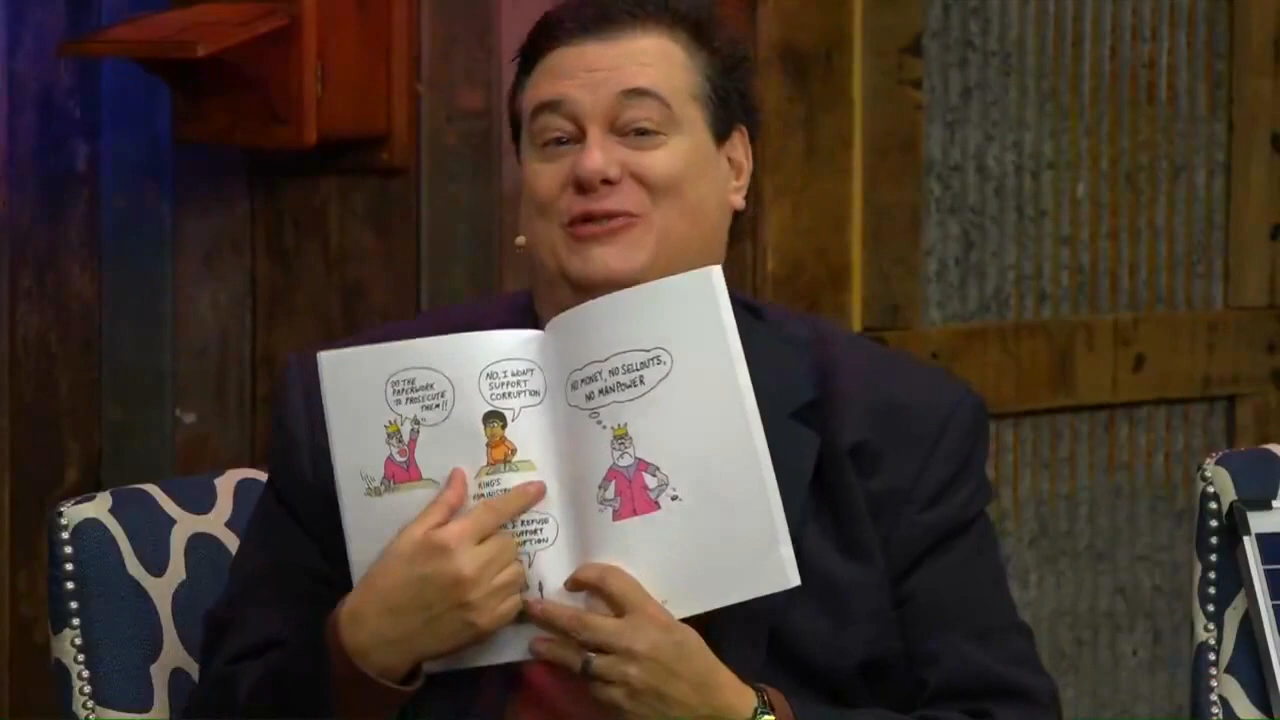 DO THE
PAPERWORK
TO PROSECUTE
THEM!!
NO, I WON'T
SUPPORT
CORRUPTION
KING'S
REFUSE
SUPPORT
NO MONEY, NO SELLOUTS,
NO MANPOWER